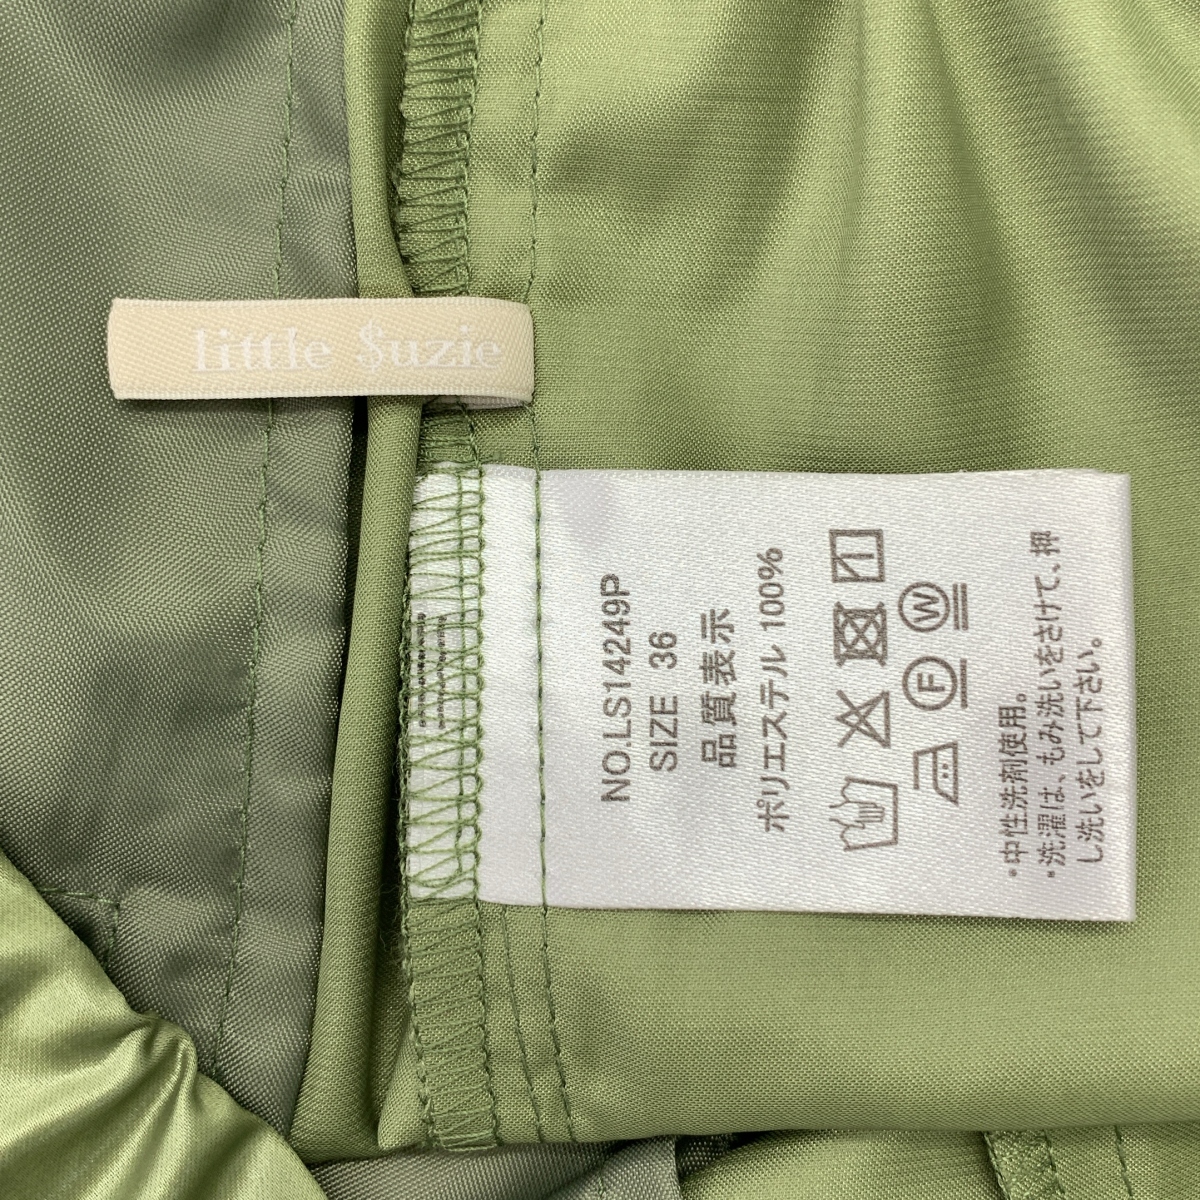 little $uzie
NO.LS14249P
SIZE 36
品質表示
ポリエステル 100%
W
F
・中性洗剤使用。
・洗濯は、もみ洗いをさけて、押
し洗いをして下さい。